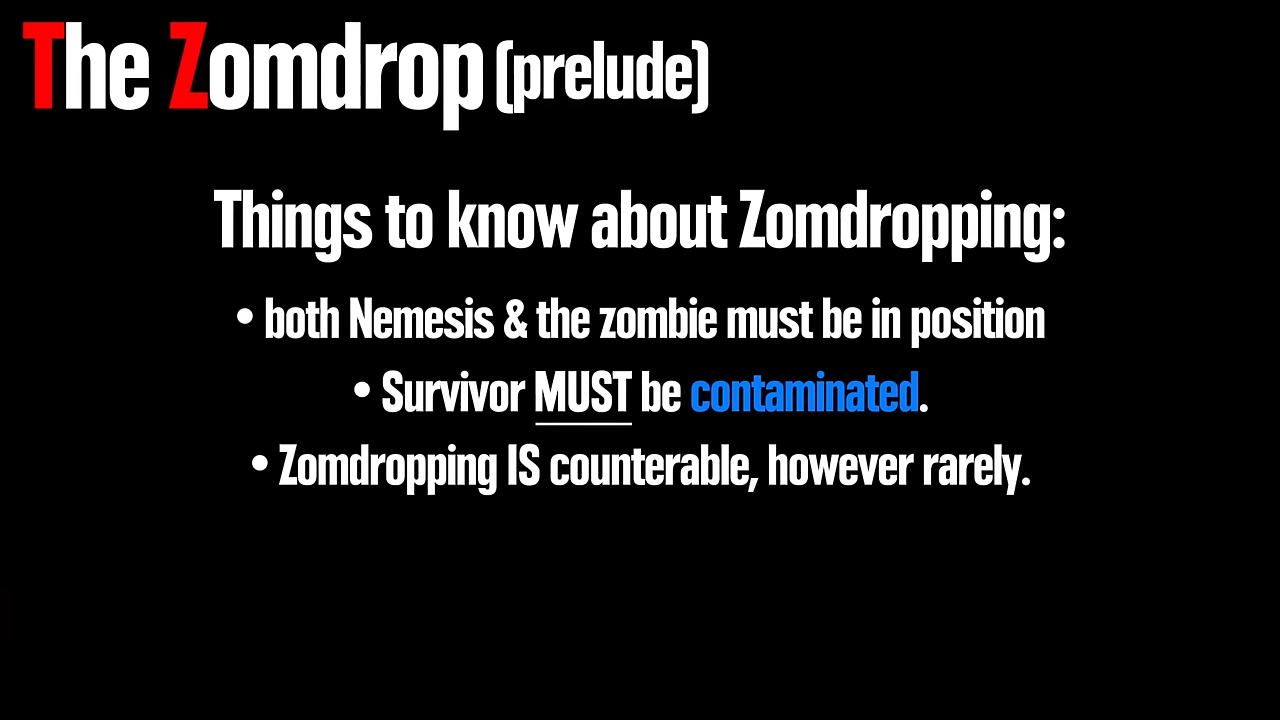 The Zomdrop (prelude)
Things to know about Zomdropping:
• both Nemesis & the zombie must be in position
• Survivor MUST be contaminated.
• Zomdropping IS counterable, however rarely.